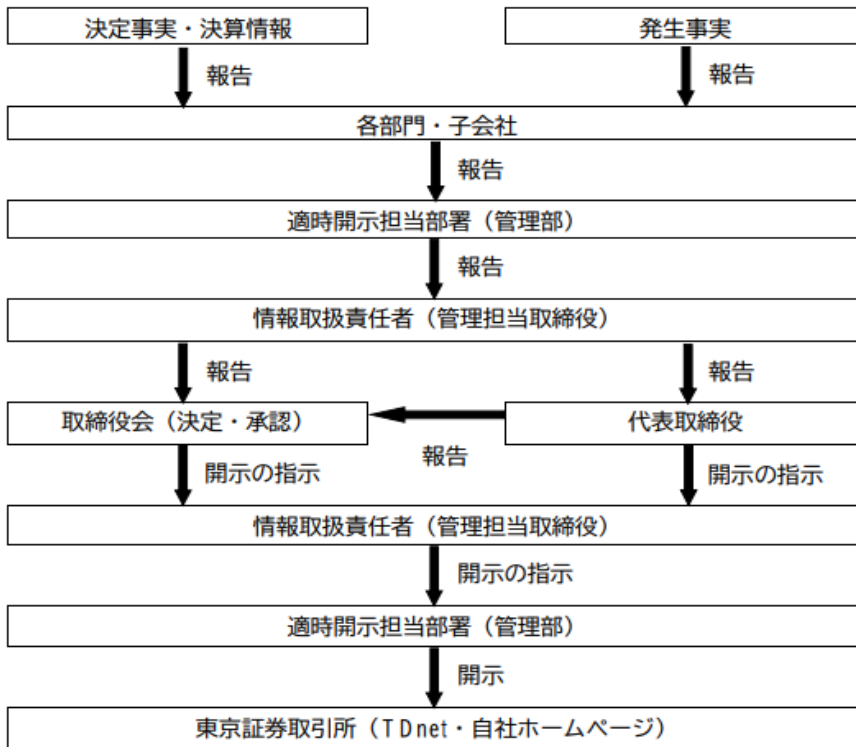 決定事実・決算情報
発生事実
報告
報告
各部門・子会社
報告
適時開示担当部署(管理部)
報告
情報取扱責任者(管理担当取締役)
報告
報告
取締役会(決定・承認)
代表取締役
報告
開示の指示
開示の指示
情報取扱責任者(管理担当取締役)
開示の指示
適時開示担当部署(管理部)
開示
東京証券取引所(TDnet・自社ホームページ)